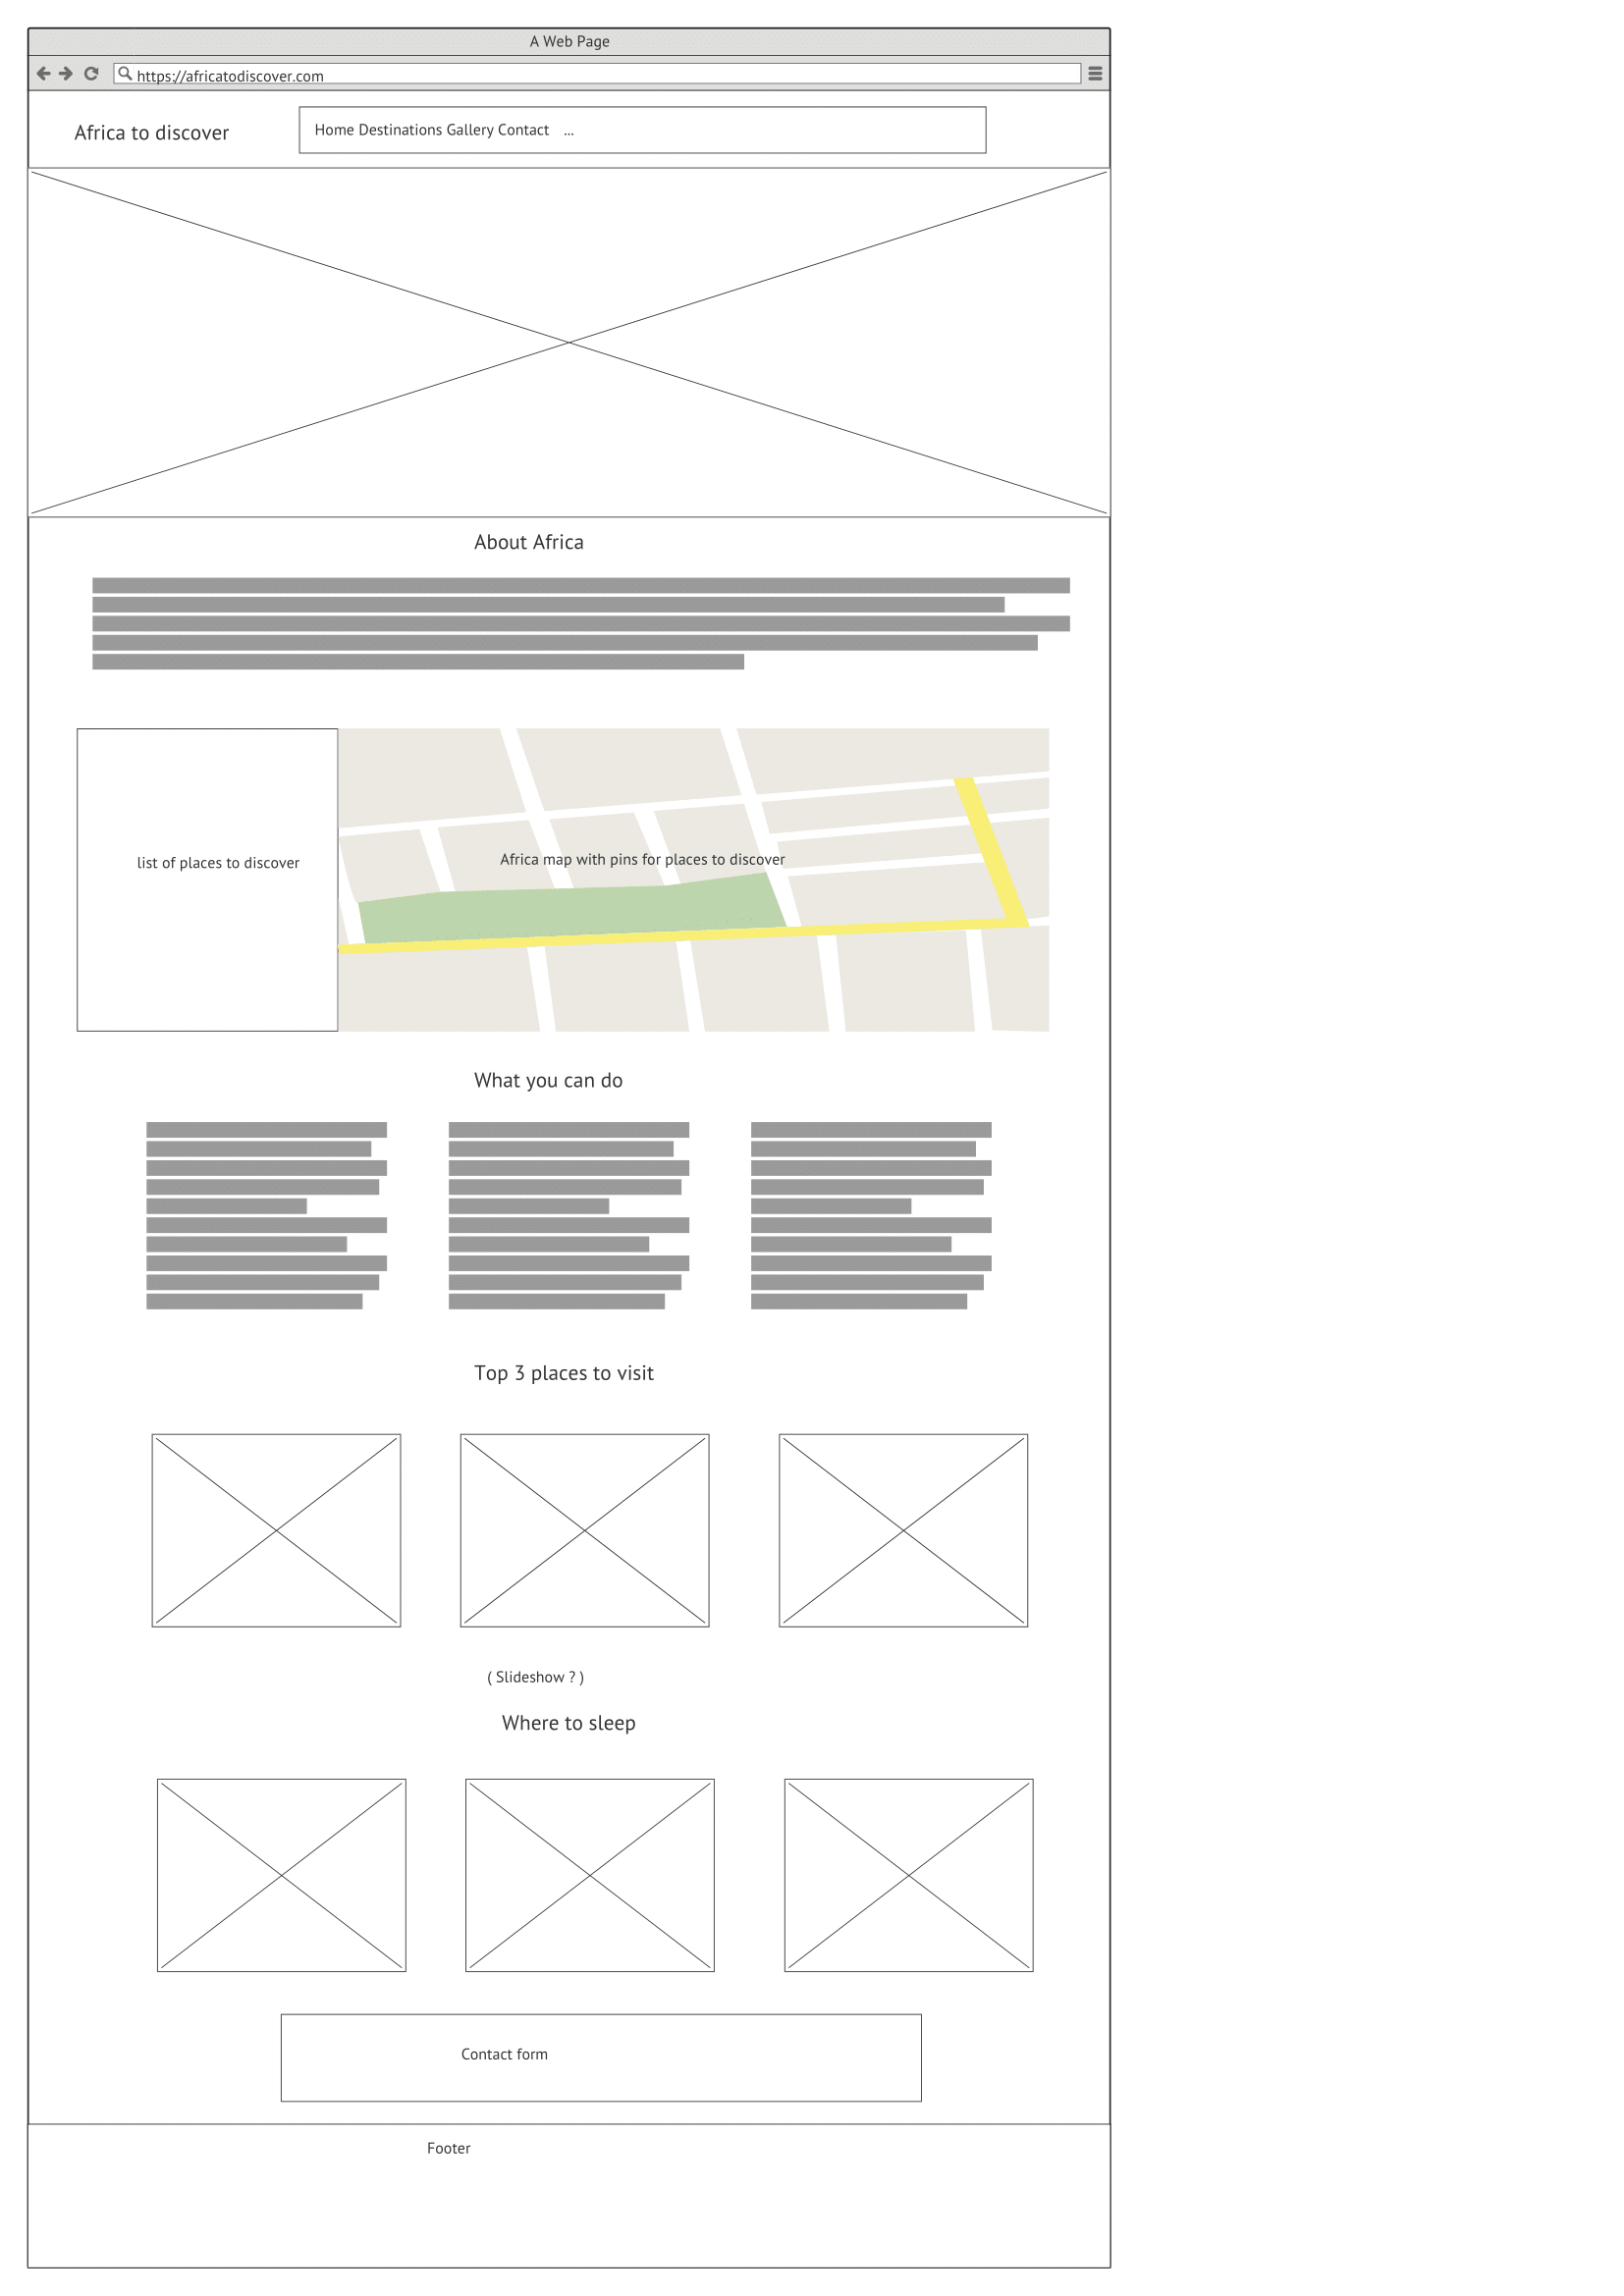 A Web Page
https://africatodiscover.com
Africa to discover
Home Destinations Gallery Contact ...
About Africa
list of places to discover
Africa map with pins for places to discover
What you can do
Top 3 places to visit
( Slideshow ? )
Where to sleep
Contact form
Footer